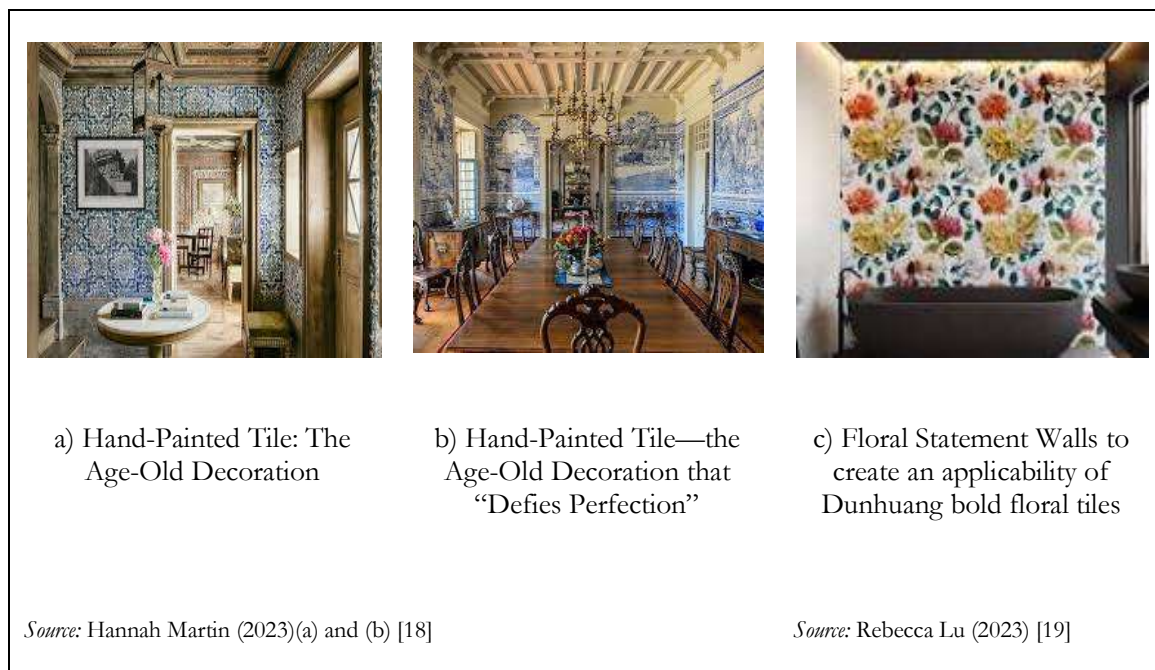 a) Hand-Painted Tile: The
Age-Old Decoration
b) Hand-Painted Tile—the
Age-Old Decoration that
“Defies Perfection”
c) Floral Statement Walls to
create an applicability of
Dunhuang bold floral tiles
Source: Hannah Martin (2023)(a) and (b) [18]
Source: Rebecca Lu (2023) [19]